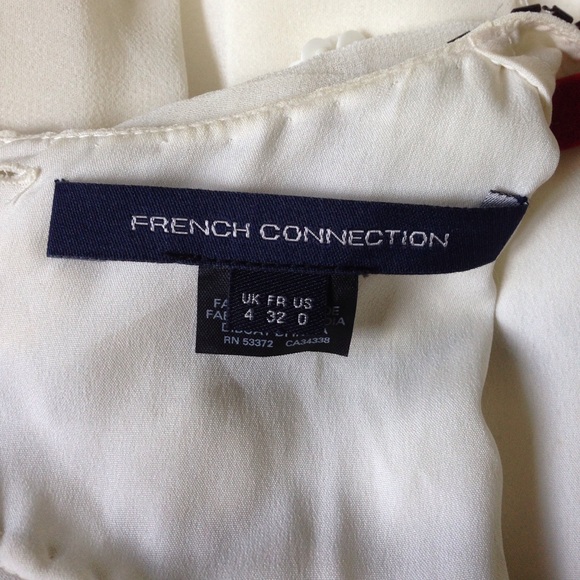 FRENCH CONNECTION
UK FR US
4 32 0
RN 53372 CA34338